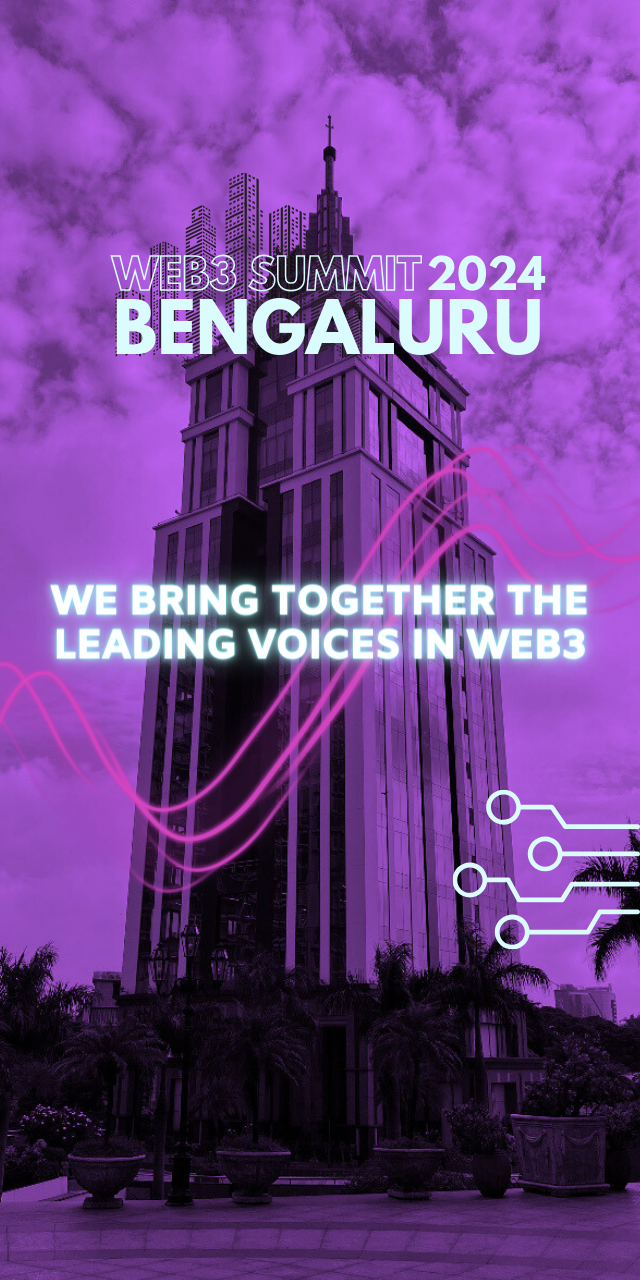 WEB3 SUMMIT 2024
BENGALURU
WE BRING TOGETHER THE
LEADING VOICES IN WEB3